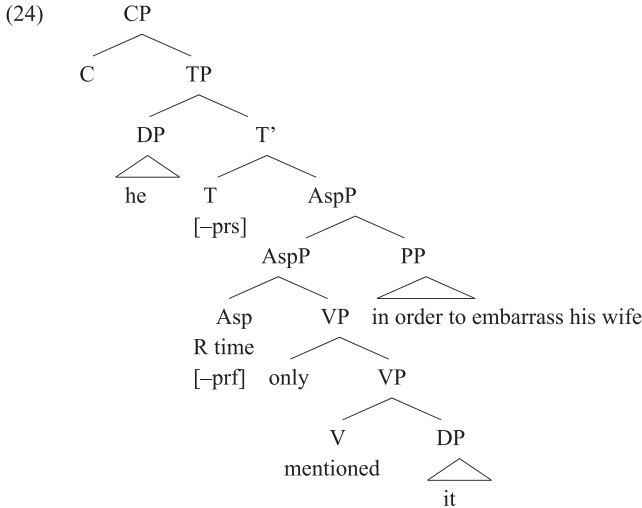 (24) CP
C TP
DP T’
he T AspP
[–prs]
AspP PP
Asp VP in order to embarrass his wife
R time
[–prf] only VP
V DP
mentioned
it